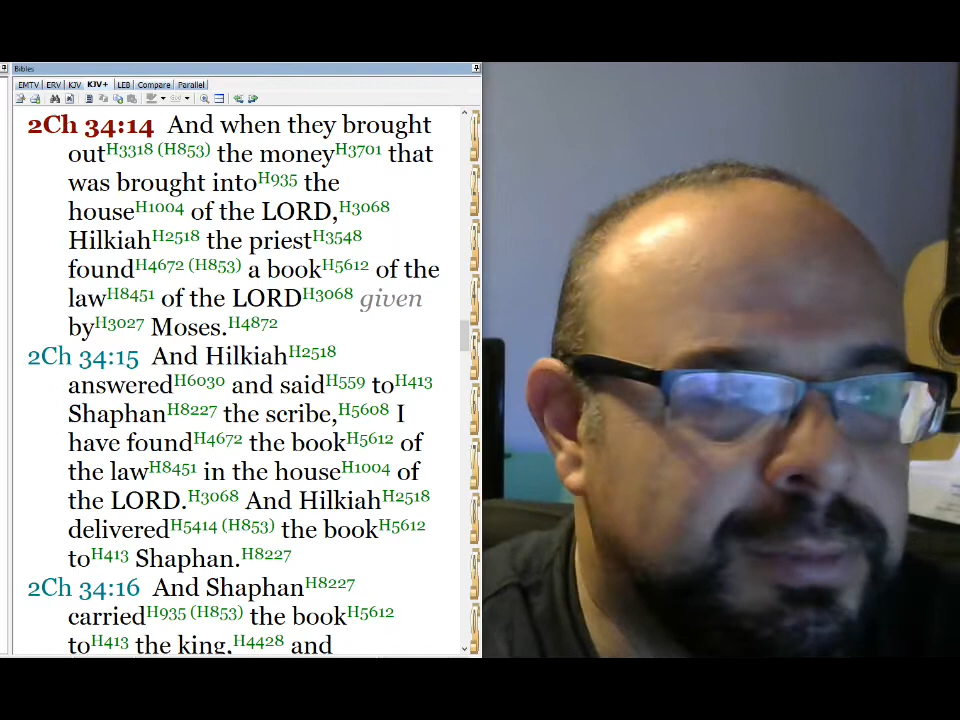 Bibles
EMTV ERV KJV KJV+ LEB Compare Parallel
2Ch 34:14 And when they brought
outH3318 (H853) the moneyH3701 that
was brought intoH935 the
houseH1004 of the LORD,H3068
HilkiahH2518 the priestH3548
foundH4672 (H853) a bookH5612 of the
lawH8451 of the LORDH3068 given
byH3027 Moses.H4872
2Ch 34:15 And HilkiahH2518
answeredH6030 and saidH559 toH413
ShaphanH8227 the scribe,H5608 I
have foundH4672 the bookH5612 of
the lawH8451 in the houseH1004 of
the LORD.H3068 And HilkiahH2518
deliveredH5414 (H853) the bookH5612
toH413 Shaphan.H8227
2Ch 34:16 And ShaphanH8227
carriedH935 (H853) the bookH5612
toH413 the king,H4428 and